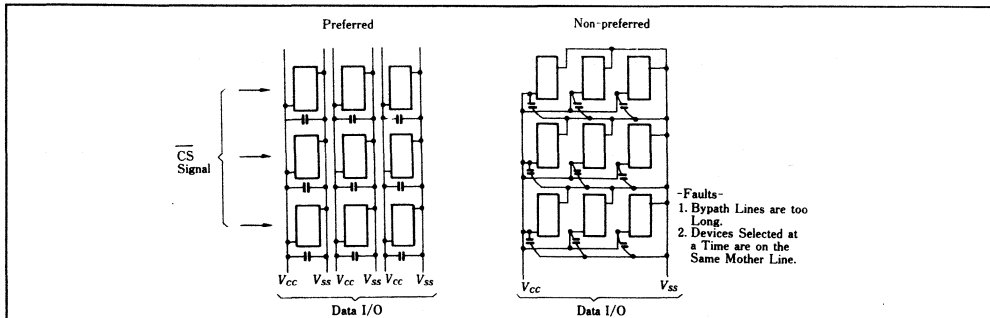 Preferred
Non-preferred
CS
Signal
-Faults-
1. Bypath Lines are too
Long.
2. Devices Selected at
a Time are on the
Same Mother Line.
Vcc Vss Vcc Vss Vcc Vss
Vcc Vss
Data I/O
Data I/O